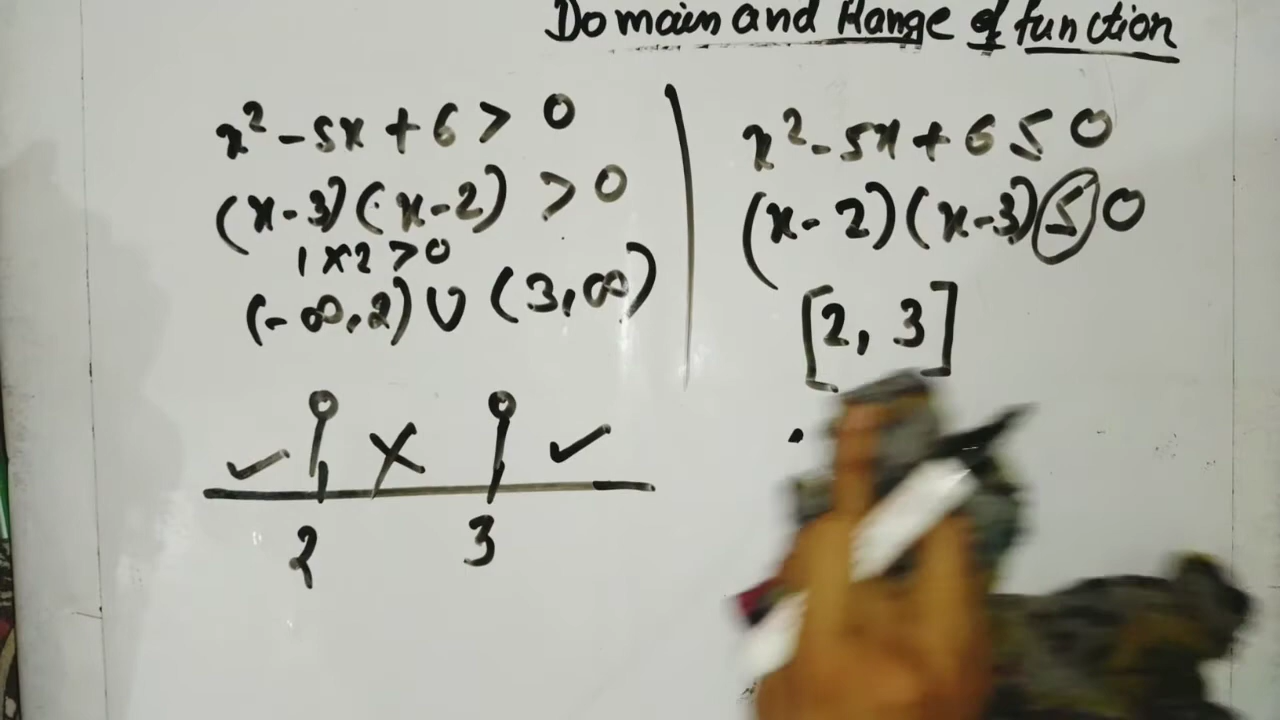 Domain and Range of function
x² - 5x + 6 > 0
(x-3)(x-2) > 0
1×2 > 0
(-∞, 2) ∪ (3, ∞)
2 3
x² - 5x + 6 ≤ 0
(x-2)(x-3) ≤ 0
[2, 3]